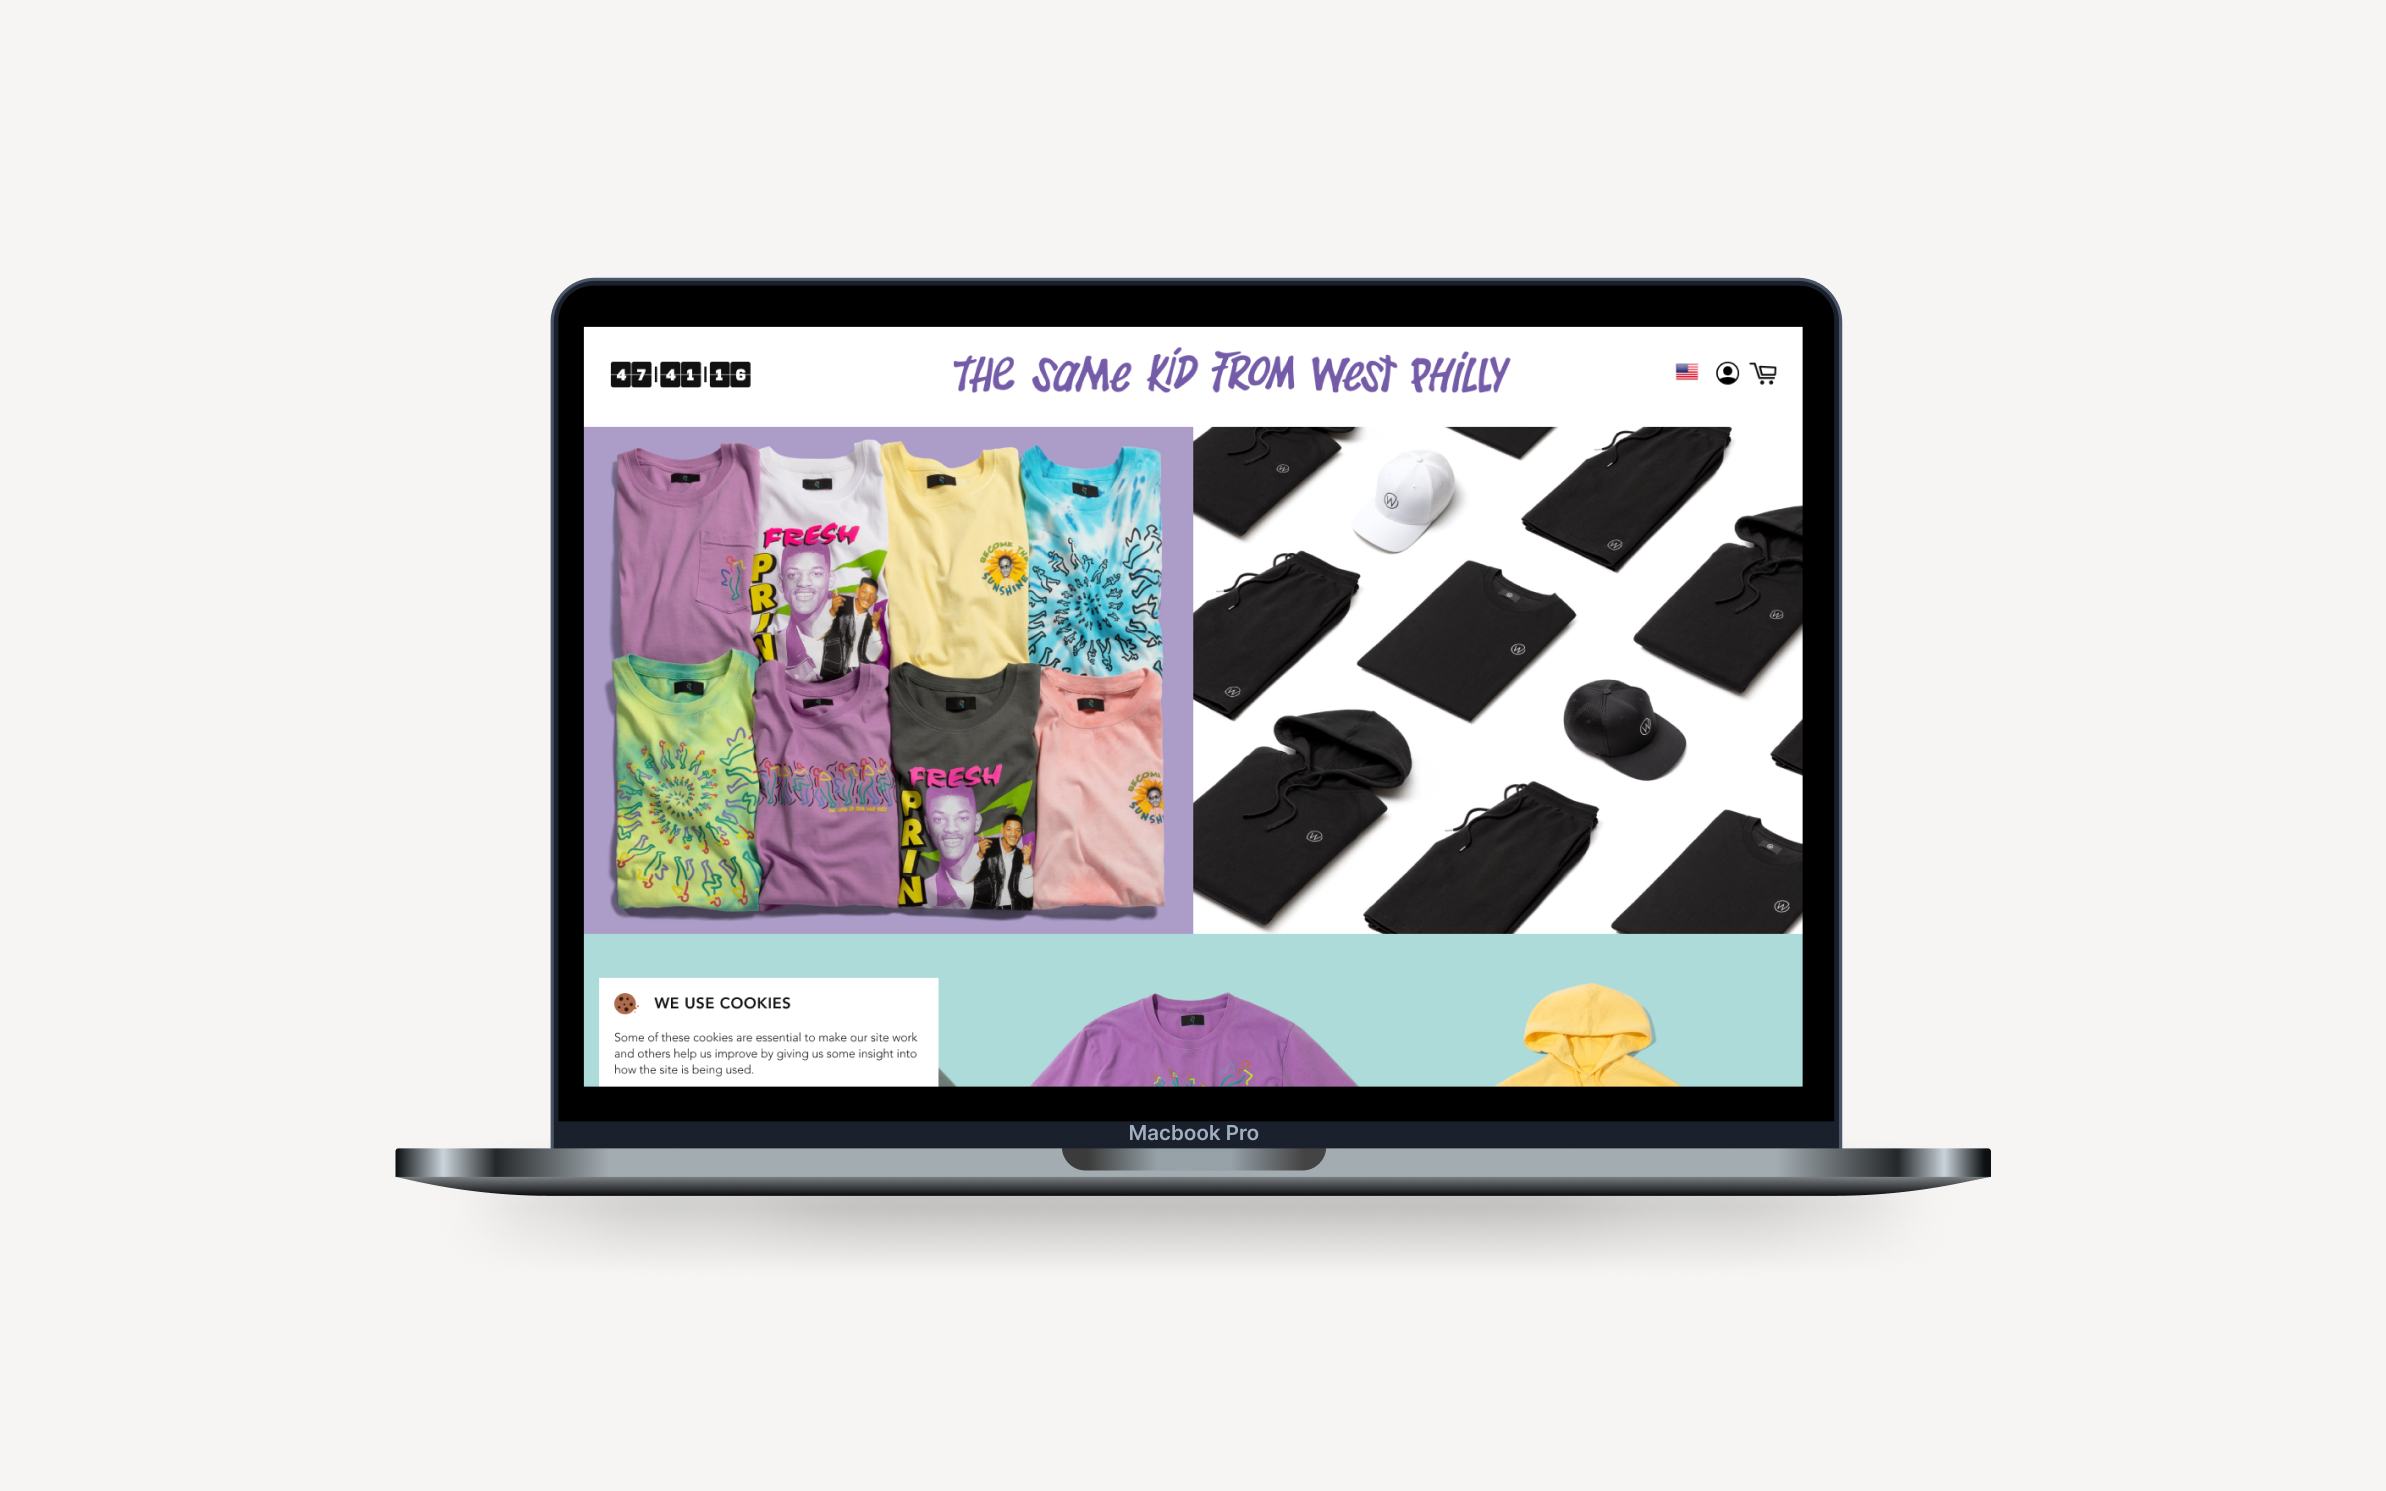 47|41|16
THE SAME KID FROM WEST PHILLY
FRESH
PRIN
BECOME THE
SUNSHINE
FRESH
PRIN
BECOME
SUNSH
WE USE COOKIES
Some of these cookies are essential to make our site work
and others help us improve by giving us some insight into
how the site is being used.
Macbook Pro